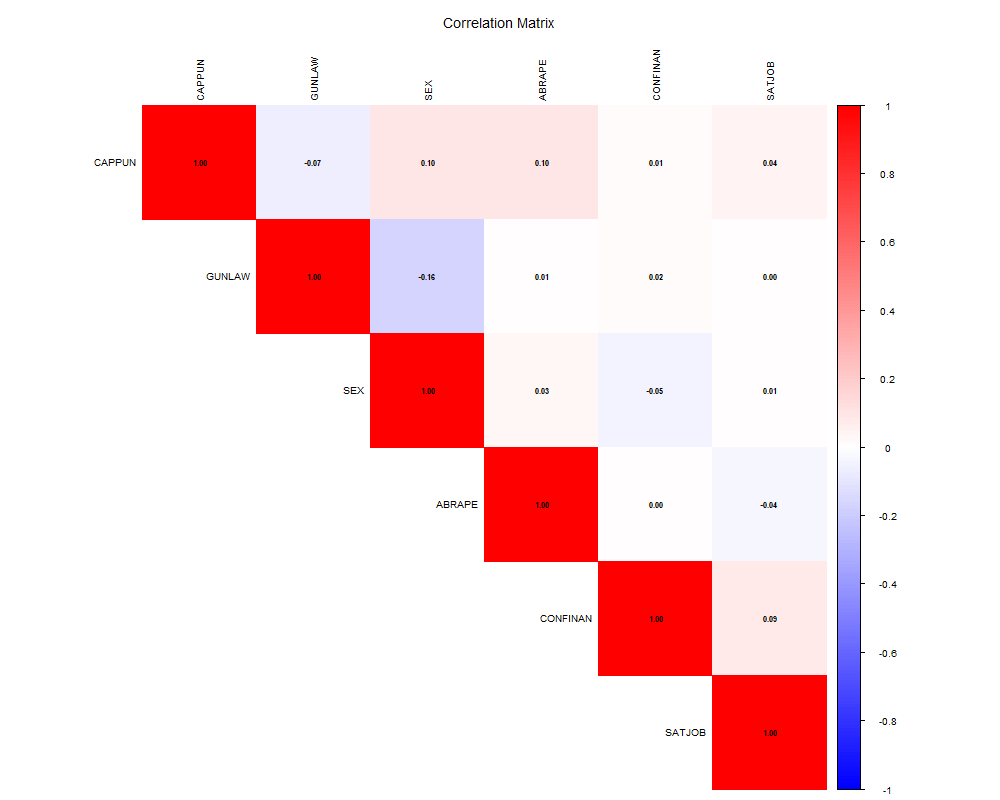 Correlation Matrix
CAPPUN GUNLAW SEX ABRAPE CONFINAN SATJOB
CAPPUN 1.00 -0.07 0.10 0.10 0.01 0.04
GUNLAW 1.00 -0.16 0.01 0.02 0.00
SEX 1.00 0.03 -0.05 0.01
ABRAPE 1.00 0.00 -0.04
CONFINAN 1.00 0.09
SATJOB 1.00
1
0.8
0.6
0.4
0.2
0
-0.2
-0.4
-0.6
-0.8
-1